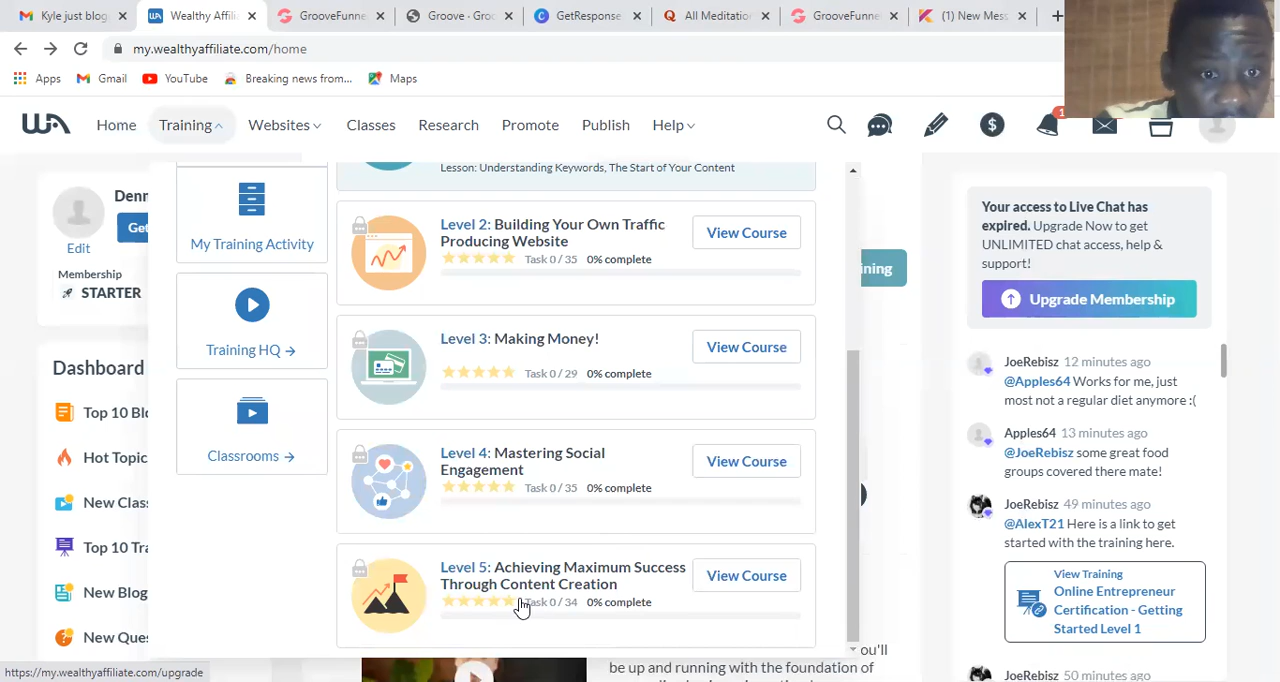 Kyle just blog
Wealthy Affili
GrooveFunne
Groove - Groo
GetResponse
All Meditation
GrooveFunne
(1) New Mess
my.wealthyaffiliate.com/home
Apps
Gmail
YouTube
Breaking news from...
Maps
WA
Home
Training
Websites
Classes
Research
Promote
Publish
Help
1
Denn
Get
Edit
Membership
STARTER
Dashboard
Top 10 Blo
Hot Topic
New Class
Top 10 Tra
New Blog
New Ques
My Training Activity
Training HQ →
Classrooms →
Lesson: Understanding Keywords, The Start of Your Content
Level 2: Building Your Own Traffic
Producing Website
Task 0 / 35 0% complete
View Course
Level 3: Making Money!
Task 0 / 29 0% complete
View Course
Level 4: Mastering Social
Engagement
Task 0 / 35 0% complete
View Course
Level 5: Achieving Maximum Success
Through Content Creation
Task 0 / 34 0% complete
View Course
ining
you'll
be up and running with the foundation of
Your access to Live Chat has
expired. Upgrade Now to get
UNLIMITED chat access, help &
support!
Upgrade Membership
JoeRebisz 12 minutes ago
@Apples64 Works for me, just
most not a regular diet anymore :(
Apples64 13 minutes ago
@JoeRebisz some great food
groups covered there mate!
JoeRebisz 49 minutes ago
@AlexT21 Here is a link to get
started with the training here.
View Training
Online Entrepreneur
Certification - Getting
Started Level 1
JoeRebisz 50 minutes ago
https://my.wealthyaffiliate.com/upgrade